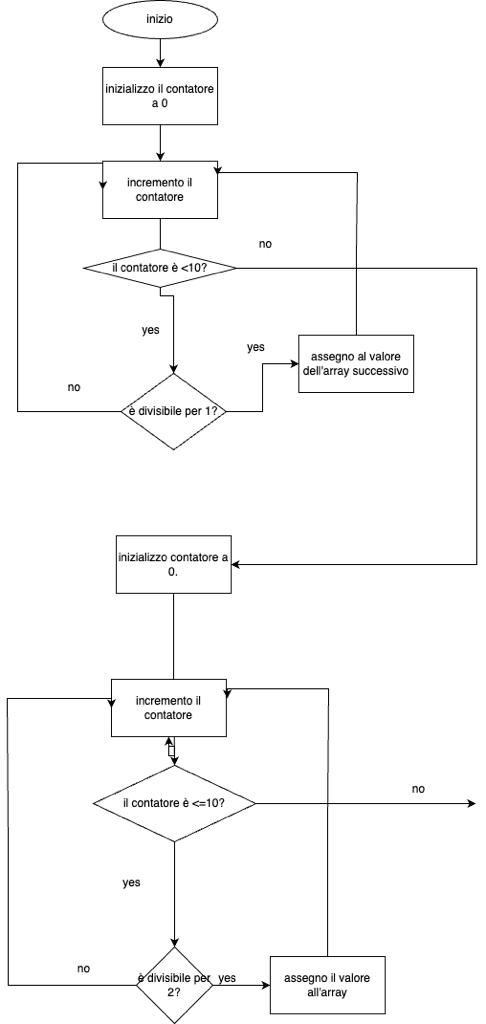 inizio
inizializzo il contatore
a 0
incremento il
contatore
no
il contatore è <10?
yes
yes
assegno al valore
dell'array successivo
no
è divisibile per 1?
inizializzo contatore a
0.
incremento il
contatore
no
il contatore è <=10?
yes
no
è divisibile per
2?
yes
assegno il valore
all'array